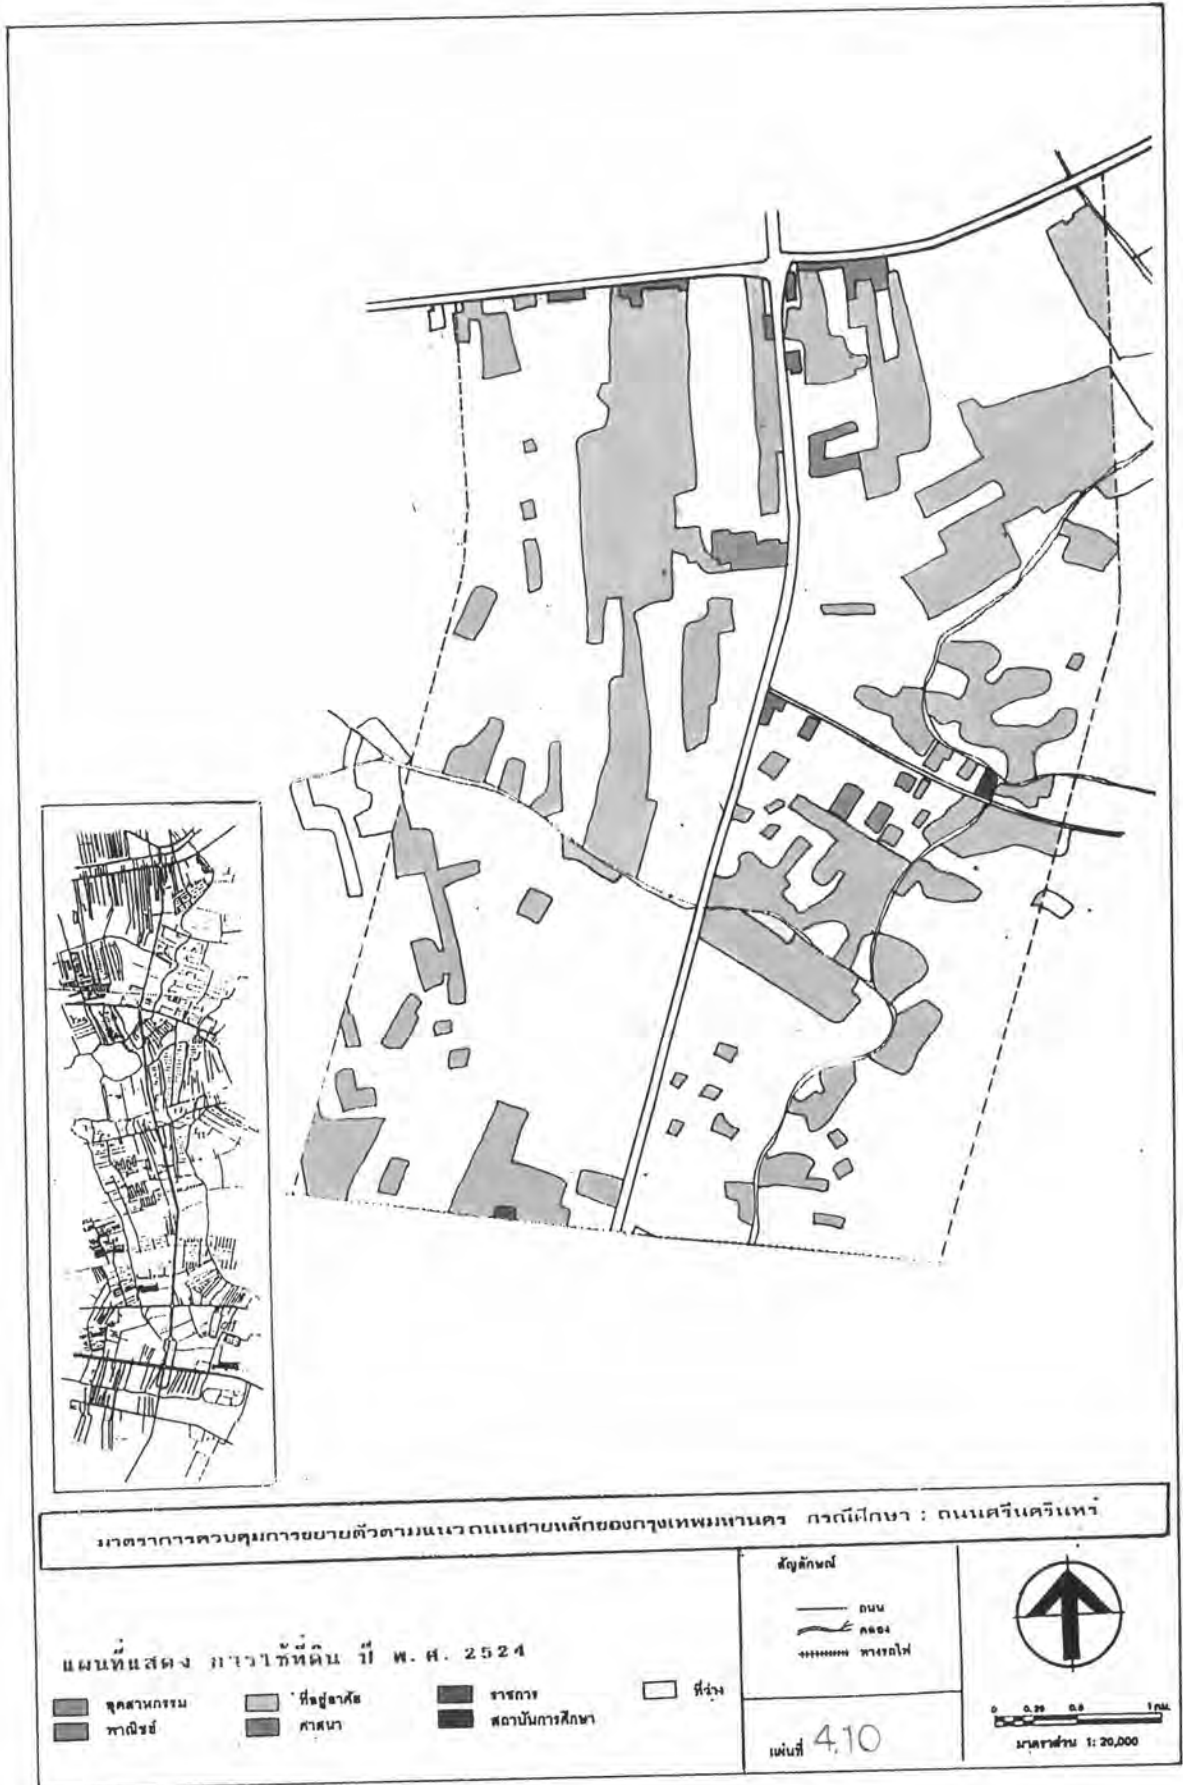 มาตราการควบคุมการขยายตัวตามแนวถนนสายหลักของกรุงเทพมหานคร กรณีศึกษา : ถนนศรีนครินทร์
แผนที่แสดง การใช้ที่ดิน ปี พ.ศ. 2524
อุตสาหกรรม
ที่อยู่อาศัย
ราชการ
ที่ว่าง
พาณิชย์
ศาสนา
สถาบันการศึกษา
สัญลักษณ์
ถนน
คลอง
ทางรถไฟ
แผ่นที่ 4.10
0 0.25 0.5 1 กม.
มาตราส่วน 1: 20,000